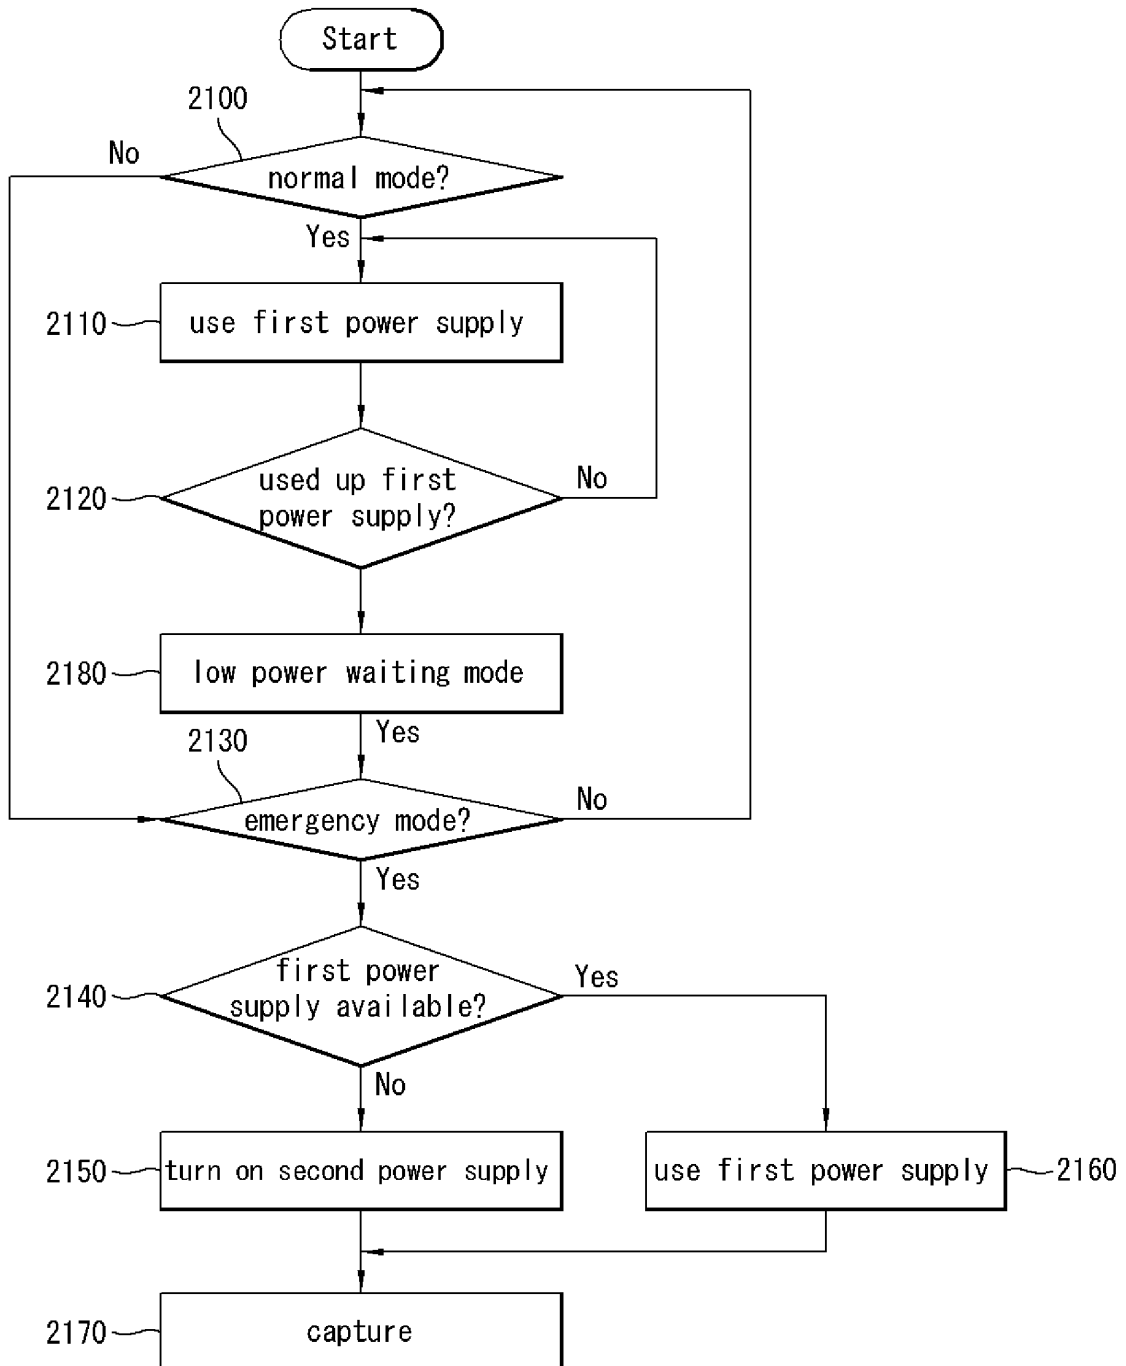 Start
2100
No
normal mode?
Yes
2110
use first power supply
2120
used up first
power supply?
No
2180
low power waiting mode
Yes
2130
emergency mode?
No
Yes
2140
first power
supply available?
Yes
No
2150
turn on second power supply
use first power supply
2160
2170
capture